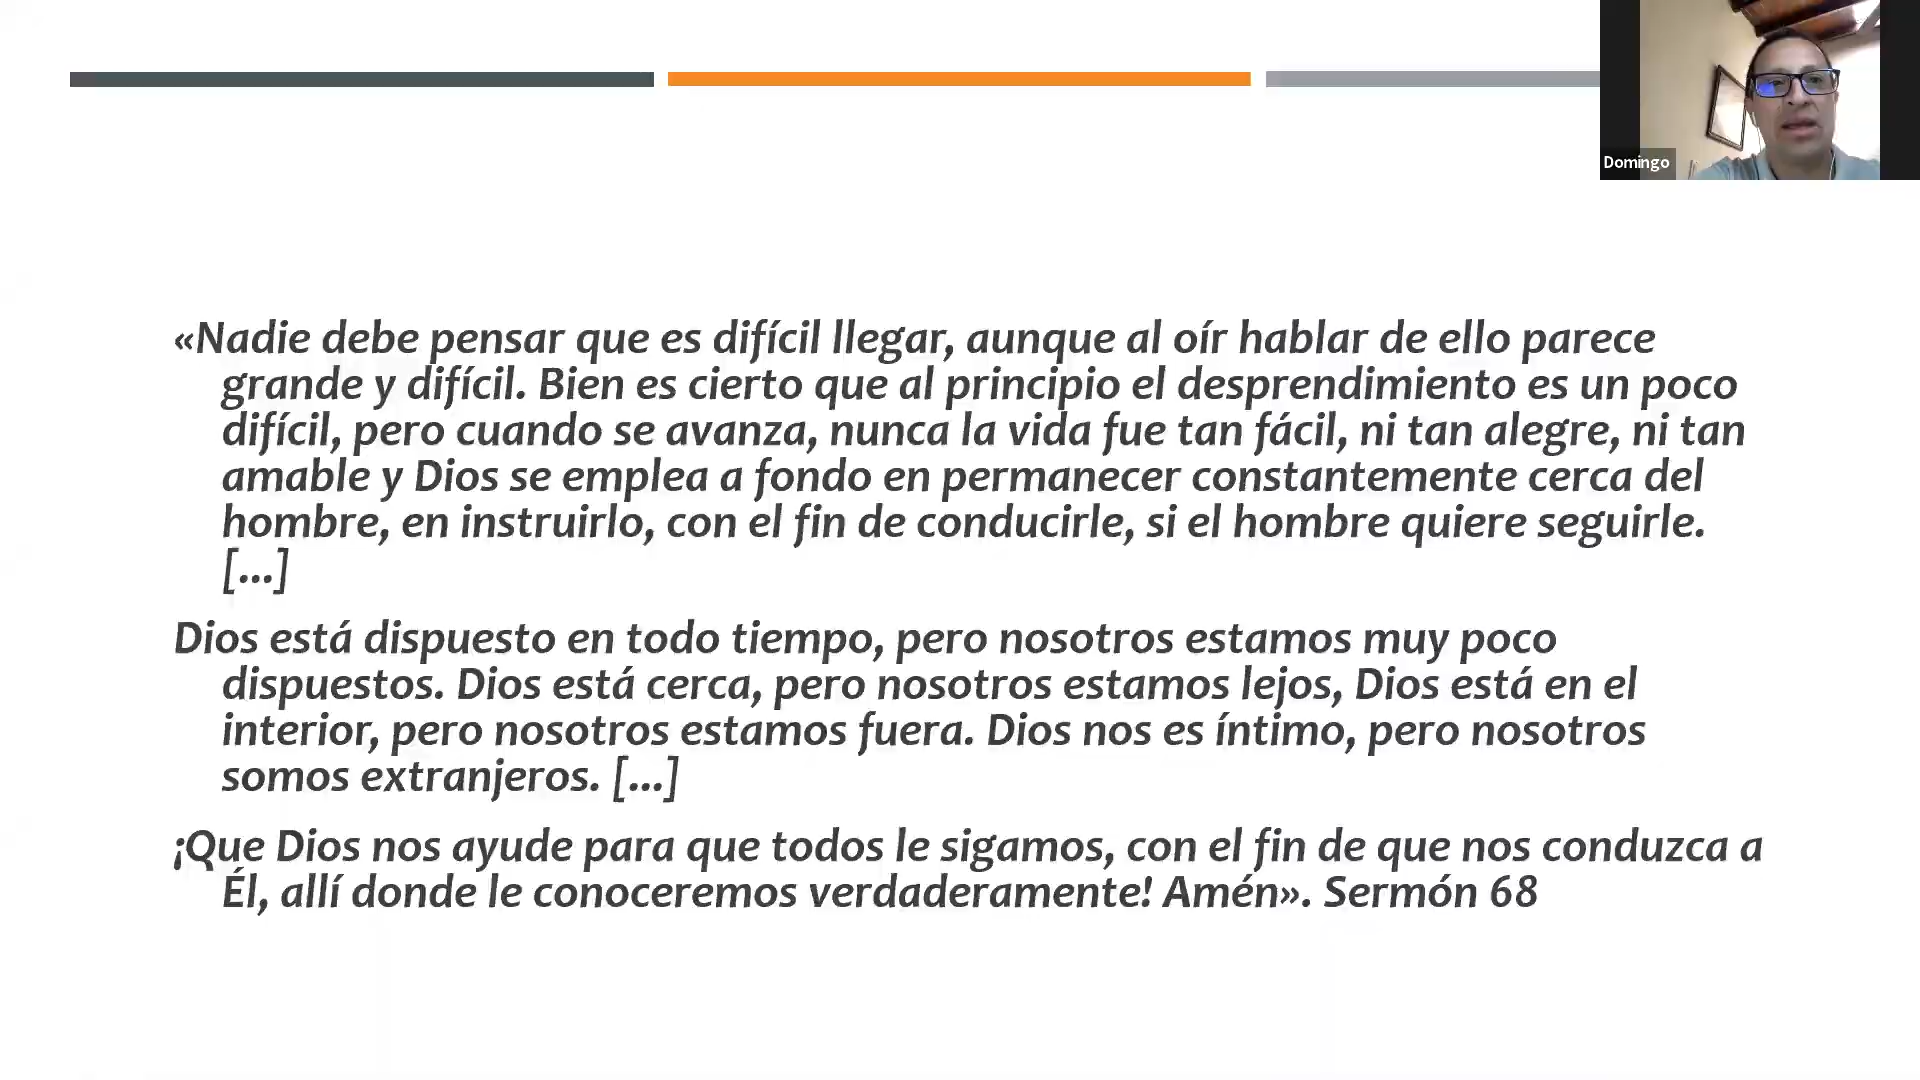 Domingo
«Nadie debe pensar que es difícil llegar, aunque al oír hablar de ello parece
grande y difícil. Bien es cierto que al principio el desprendimiento es un poco
difícil, pero cuando se avanza, nunca la vida fue tan fácil, ni tan alegre, ni tan
amable y Dios se emplea a fondo en permanecer constantemente cerca del
hombre, en instruirlo, con el fin de conducirle, si el hombre quiere seguirle.
[...]
Dios está dispuesto en todo tiempo, pero nosotros estamos muy poco
dispuestos. Dios está cerca, pero nosotros estamos lejos, Dios está en el
interior, pero nosotros estamos fuera. Dios nos es íntimo, pero nosotros
somos extranjeros. [...]
¡Que Dios nos ayude para que todos le sigamos, con el fin de que nos conduzca a
Él, allí donde le conoceremos verdaderamente! Amén». Sermón 68